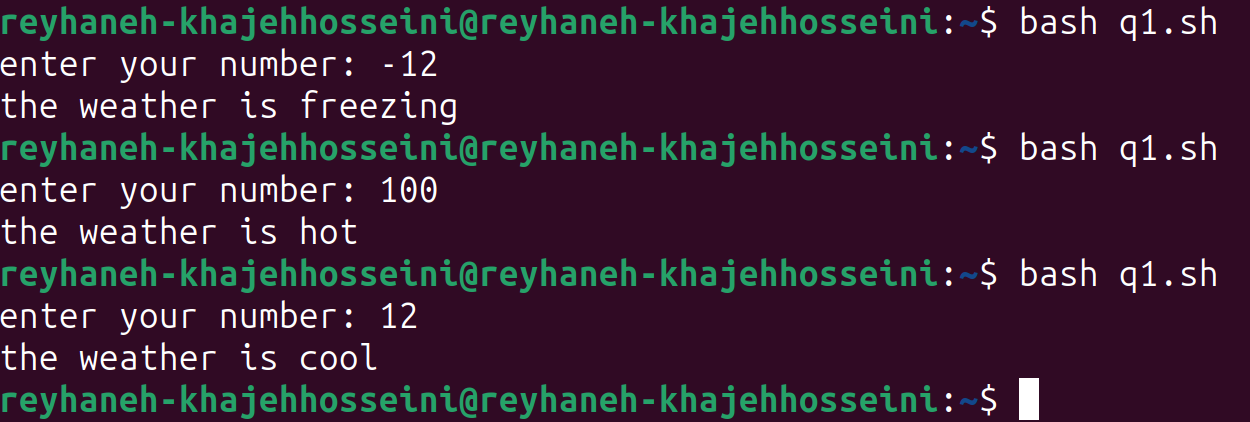 reyhaneh-khajehhosseini@reyhaneh-khajehhosseini:~$ bash q1.sh
enter your number: -12
the weather is freezing
reyhaneh-khajehhosseini@reyhaneh-khajehhosseini:~$ bash q1.sh
enter your number: 100
the weather is hot
reyhaneh-khajehhosseini@reyhaneh-khajehhosseini:~$ bash q1.sh
enter your number: 12
the weather is cool
reyhaneh-khajehhosseini@reyhaneh-khajehhosseini:~$